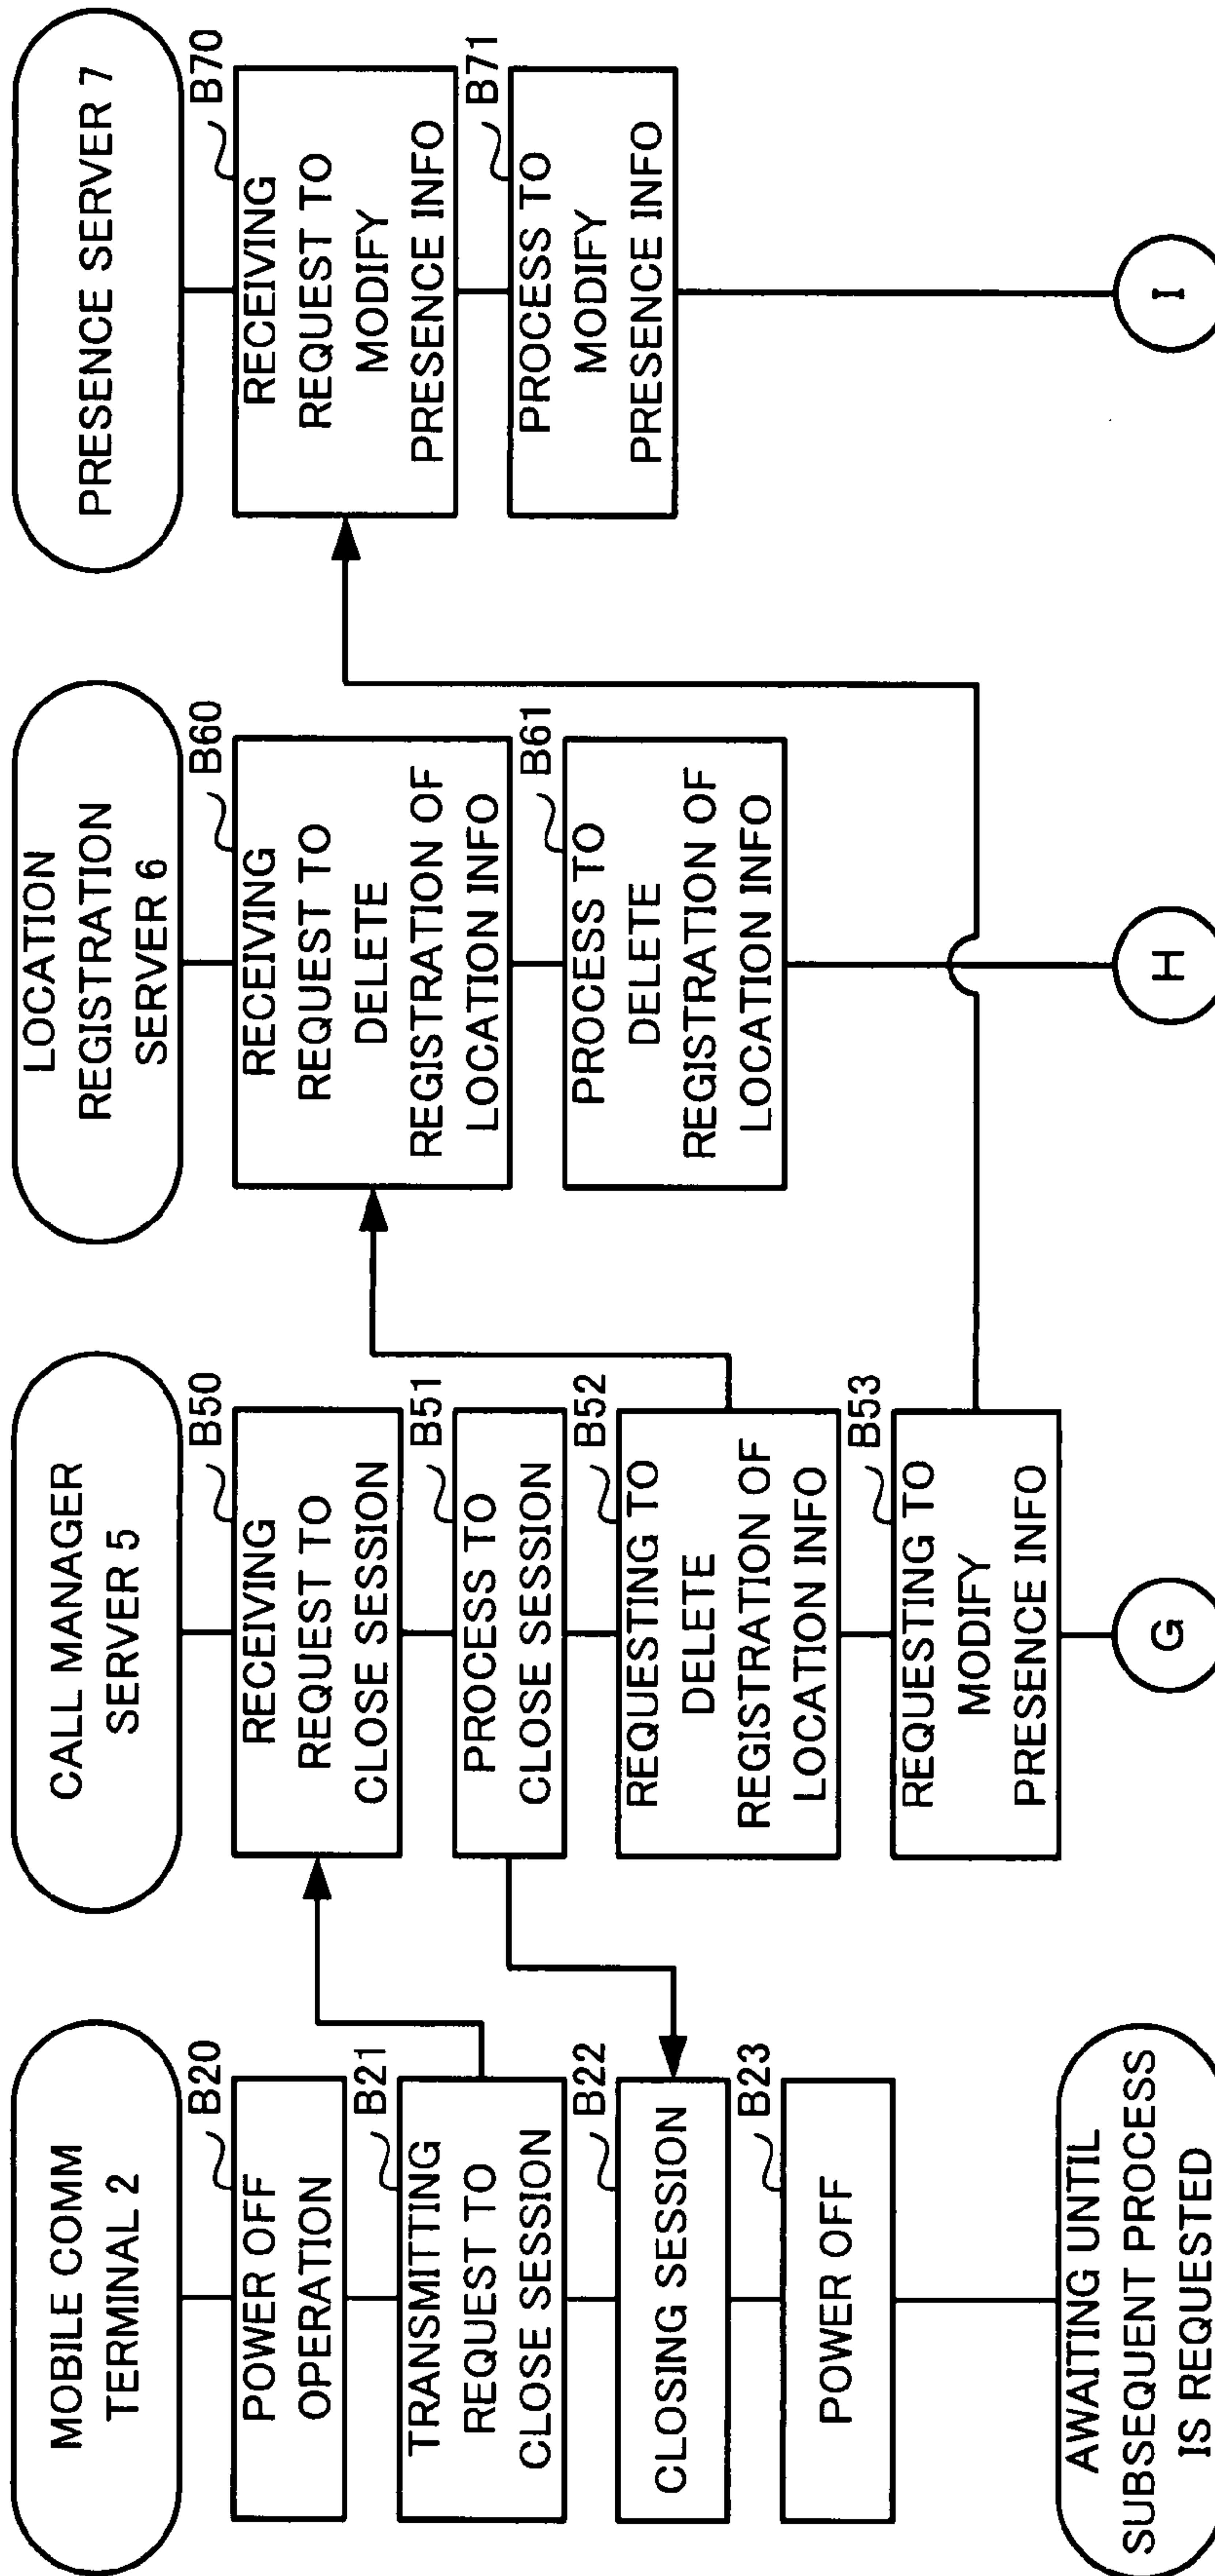 MOBILE COMM
TERMINAL 2
B20
POWER OFF
OPERATION
B21
TRANSMITTING
REQUEST TO
CLOSE SESSION
B22
CLOSING SESSION
B23
POWER OFF
AWAITING UNTIL
SUBSEQUENT PROCESS
IS REQUESTED
CALL MANAGER
SERVER 5
B50
RECEIVING
REQUEST TO
CLOSE SESSION
B51
PROCESS TO
CLOSE SESSION
B52
REQUESTING TO
DELETE
REGISTRATION OF
LOCATION INFO
B53
REQUESTING TO
MODIFY
PRESENCE INFO
G
LOCATION
REGISTRATION
SERVER 6
B60
RECEIVING
REQUEST TO
DELETE
REGISTRATION OF
LOCATION INFO
B61
PROCESS TO
DELETE
REGISTRATION OF
LOCATION INFO
H
PRESENCE SERVER 7
B70
RECEIVING
REQUEST TO
MODIFY
PRESENCE INFO
B71
PROCESS TO
MODIFY
PRESENCE INFO
I